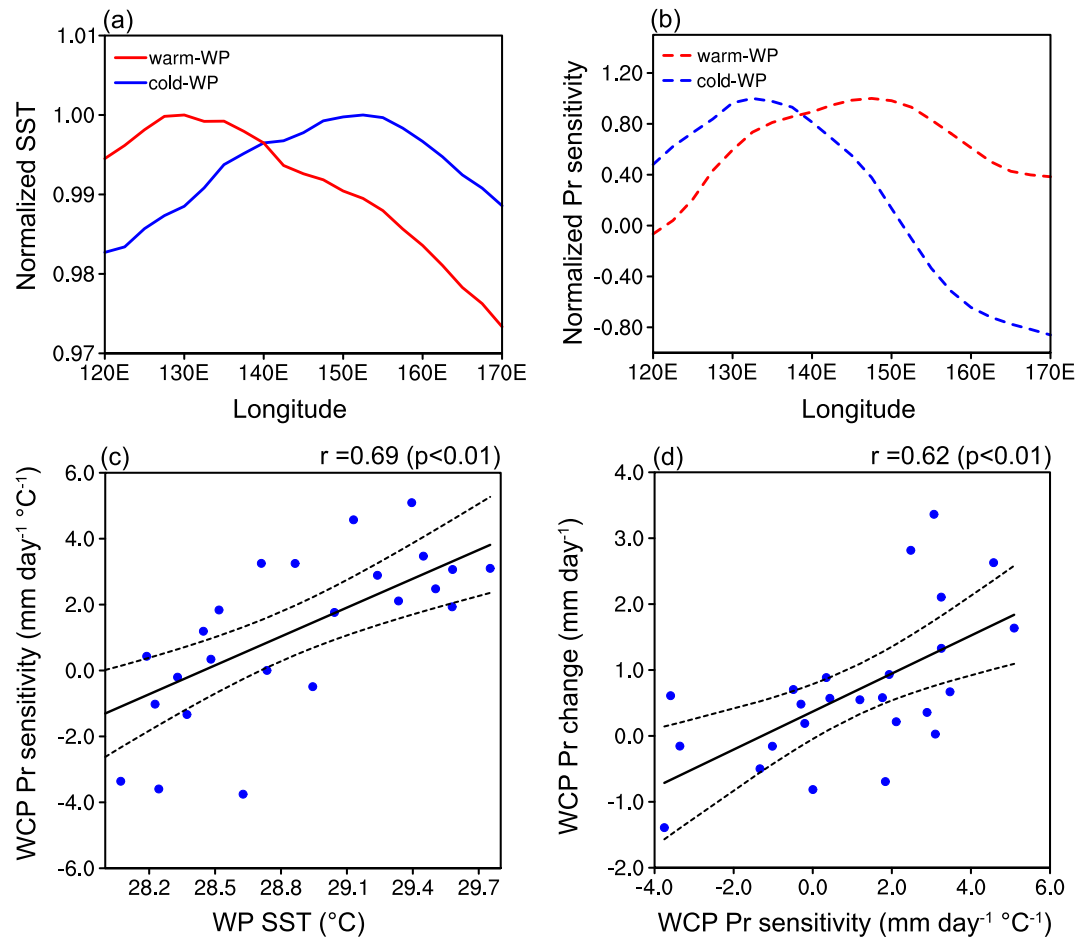 (a)
1.01
1.00
0.99
0.98
0.97
Normalized SST
warm-WP
cold-WP
120E 130E 140E 150E 160E 170E
Longitude
(b)
1.20
0.80
0.40
0.00
-0.40
-0.80
Normalized Pr sensitivity
warm-WP
cold-WP
120E 130E 140E 150E 160E 170E
Longitude
(c)
r =0.69 (p<0.01)
6.0
4.0
2.0
0.0
-2.0
-4.0
-6.0
WCP Pr sensitivity (mm day⁻¹ °C⁻¹)
28.2 28.5 28.8 29.1 29.4 29.7
WP SST (°C)
(d)
r =0.62 (p<0.01)
4.0
3.0
2.0
1.0
0.0
-1.0
-2.0
WCP Pr change (mm day⁻¹)
-4.0 -2.0 0.0 2.0 4.0 6.0
WCP Pr sensitivity (mm day⁻¹ °C⁻¹)